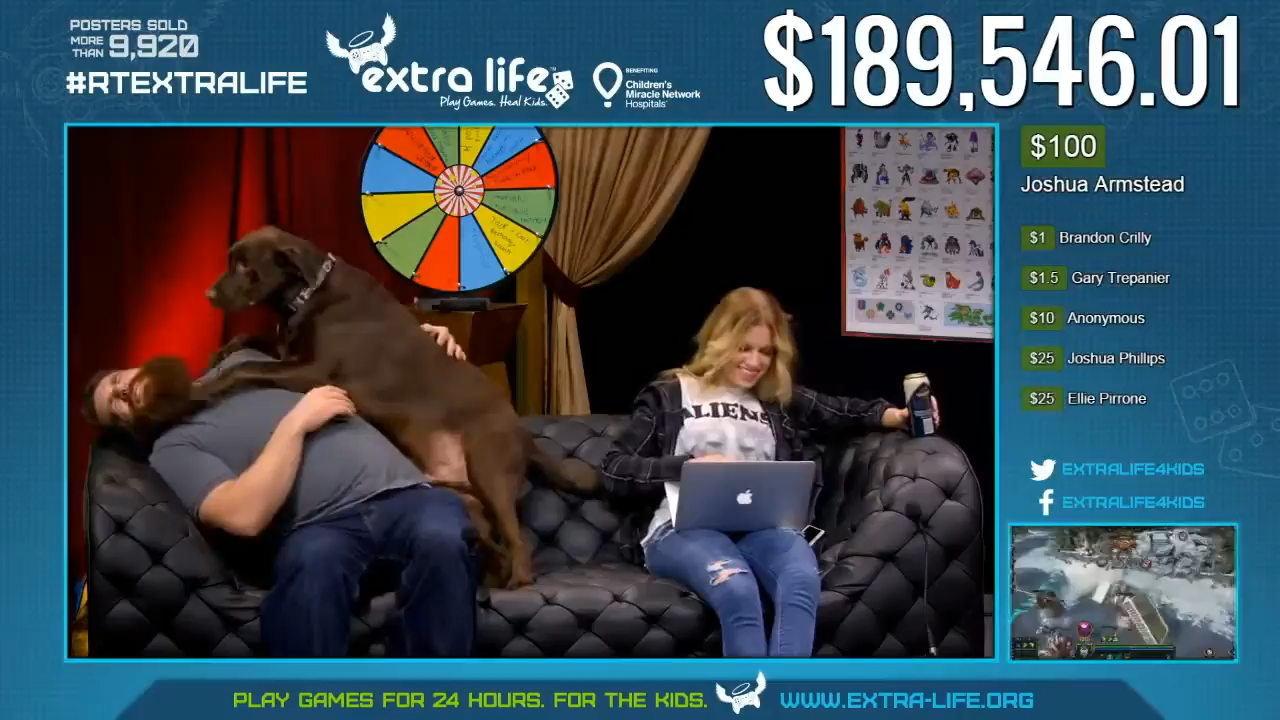 POSTERS SOLD
MORE THAN 9,920
#RTEXTRALIFE
extra life
Play Games. Heal Kids.
BENEFITING
Children's
Miracle Network
Hospitals
$189,546.01
$100
Joshua Armstead
$1 Brandon Crilly
$1.5 Gary Trepanier
$10 Anonymous
$25 Joshua Phillips
$25 Ellie Pirrone
ALIENS
EXTRALIFE4KIDS
EXTRALIFE4KIDS
PLAY GAMES FOR 24 HOURS. FOR THE KIDS.
WWW.EXTRA-LIFE.ORG